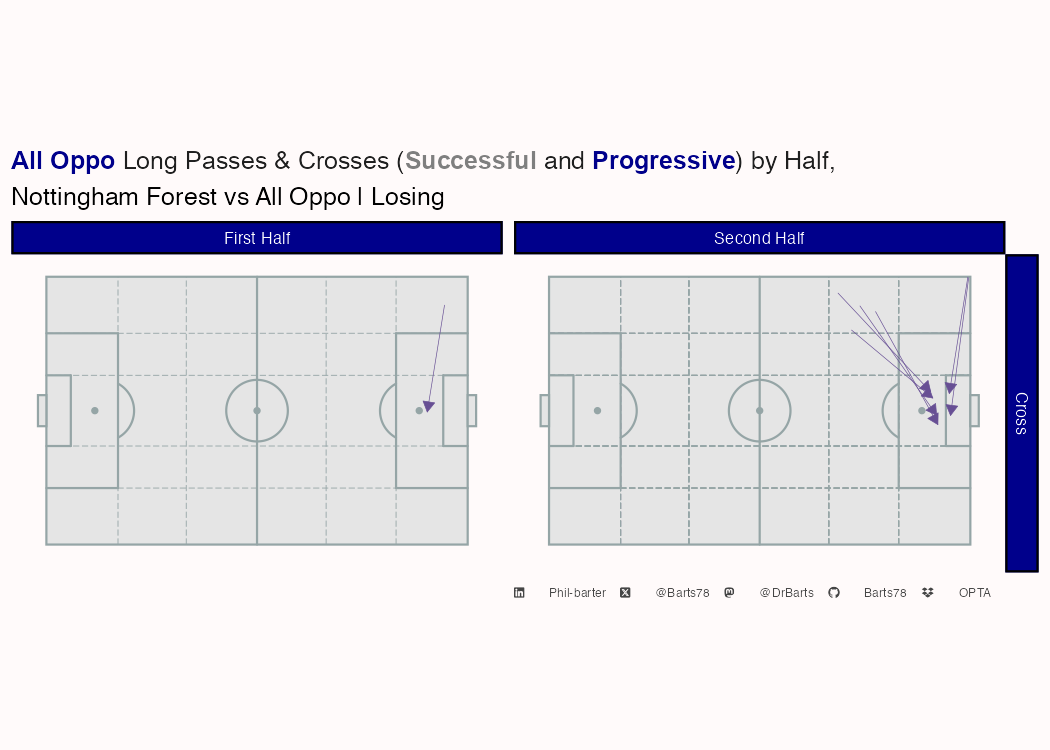 All Oppo Long Passes & Crosses (Successful and Progressive) by Half,
Nottingham Forest vs All Oppo | Losing
First Half
Second Half
Cross
Phil-barter @Barts78 @DrBarts Barts78 OPTA